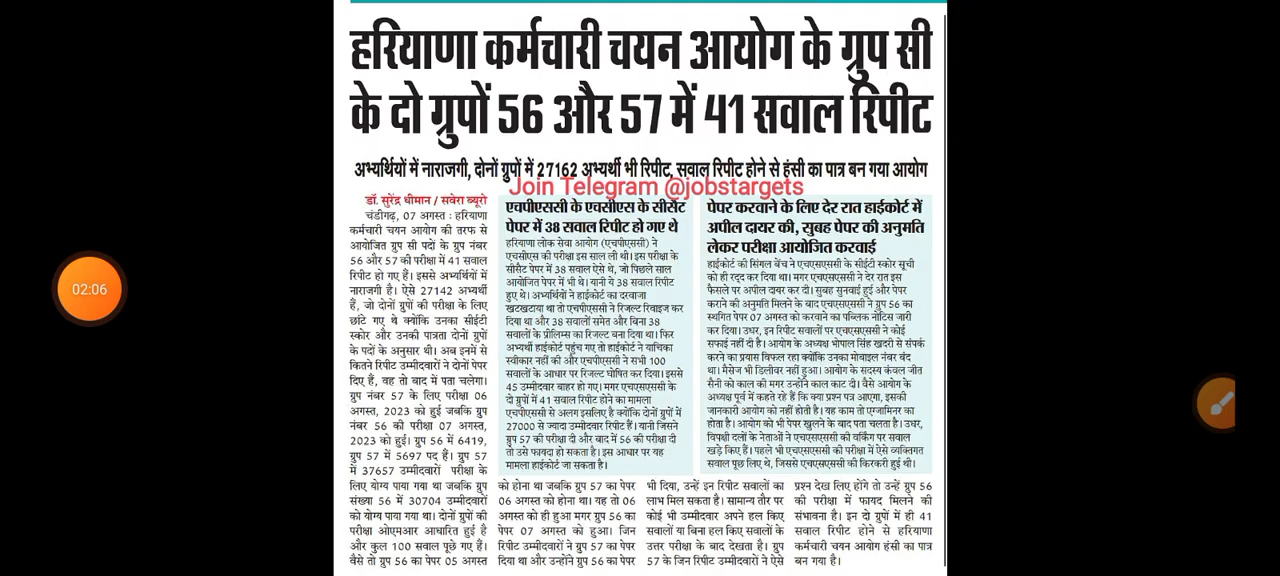 हरियाणा कर्मचारी चयन आयोग के ग्रुप सी
के दो ग्रुपों 56 और 57 में 41 सवाल रिपीट
अभ्यर्थियों में नाराजगी, दोनों ग्रुपों में 27162 अभ्यर्थी भी रिपीट, सवाल रिपीट होने से हंसी का पात्र बन गया आयोग
Join Telegram @jobstargets
डॉ. सुरेंद्र धीमान / सवेरा ब्यूरो
चंडीगढ़, 07 अगस्त : हरियाणा
कर्मचारी चयन आयोग की तरफ से
आयोजित ग्रुप सी पदों के ग्रुप नंबर
56 और 57 की परीक्षा में 41 सवाल
रिपीट हो गए हैं। इससे अभ्यर्थियों में
नाराजगी है। ऐसे 27142 अभ्यर्थी
हैं, जो दोनों ग्रुपों की परीक्षा के लिए
छांटे गए थे क्योंकि उनका सीईटी
स्कोर और उनकी पात्रता दोनों ग्रुपों
के पदों के अनुसार थी। अब इनमें से
कितने रिपीट उम्मीदवारों ने दोनों पेपर
दिए हैं, वह तो बाद में पता चलेगा।
ग्रुप नंबर 57 के लिए परीक्षा 06
अगस्त, 2023 को हुई जबकि ग्रुप
नंबर 56 की परीक्षा 07 अगस्त,
2023 को हुई। ग्रुप 56 में 6419,
ग्रुप 57 में 5697 पद हैं। ग्रुप 57
में 37657 उम्मीदवारों परीक्षा के
लिए योग्य पाया गया था जबकि ग्रुप
संख्या 56 में 30704 उम्मीदवारों
को योग्य पाया गया था। दोनों ग्रुपों की
परीक्षा ओएमआर आधारित हुई है
और कुल 100 सवाल पूछे गए हैं।
वैसे तो ग्रुप 56 का पेपर 05 अगस्त
एचपीएससी के एचसीएस के सीसैट
पेपर में 38 सवाल रिपीट हो गए थे
हरियाणा लोक सेवा आयोग (एचपीएससी) ने
एचसीएस की परीक्षा इस साल ली थी। इस परीक्षा के
सीसैट पेपर में 38 सवाल ऐसे थे, जो पिछले साल
आयोजित पेपर में भी थे। यानी ये 38 सवाल रिपीट
हुए थे। अभ्यर्थियों ने हाईकोर्ट का दरवाजा
खटखटाया था तो एचपीएससी ने रिजल्ट रिवाइज कर
दिया था और 38 सवालों समेत और बिना 38
सवालों के प्रीलिम्स का रिजल्ट बना दिया था। फिर
अभ्यर्थी हाईकोर्ट पहुंच गए तो हाईकोर्ट ने याचिका
स्वीकार नहीं की और एचपीएससी ने सभी 100
सवालों के आधार पर रिजल्ट घोषित कर दिया। इससे
45 उम्मीदवार बाहर हो गए। मगर एचएसएससी के
दो ग्रुपों में 41 सवाल रिपीट होने का मामला
एचपीएससी से अलग इसलिए है क्योंकि दोनों ग्रुपों में
27000 से ज्यादा उम्मीदवार रिपीट हैं। यानी जिसने
ग्रुप 57 की परीक्षा दी और बाद में 56 की परीक्षा दी
तो उसे फायदा हो सकता है। इस आधार पर यह
मामला हाईकोर्ट जा सकता है।
पेपर करवाने के लिए देर रात हाईकोर्ट में
अपील दायर की, सुबह पेपर की अनुमति
लेकर परीक्षा आयोजित करवाई
हाईकोर्ट की सिंगल बेंच ने एचएसएससी के सीईटी स्कोर सूची
को ही रद्द कर दिया था। मगर एचएसएससी ने देर रात इस
फैसले पर अपील दायर कर दी। सुबह सुनवाई हुई और पेपर
कराने की अनुमति मिलने के बाद एचएसएससी ने ग्रुप 56 का
स्थगित पेपर 07 अगस्त को करवाने का पब्लिक नोटिस जारी
कर दिया। उधर, इन रिपीट सवालों पर एचएसएससी ने कोई
सफाई नहीं दी है। आयोग के अध्यक्ष भोपाल सिंह खदरी से संपर्क
करने का प्रयास विफल रहा क्योंकि उनका मोबाइल नंबर बंद
था। मैसेज भी डिलीवर नहीं हुआ। आयोग के सदस्य कंवल जीत
सैनी को काल की मगर उन्होंने काल काट दी। वैसे आयोग के
अध्यक्ष पूर्व में कहते रहे हैं कि क्या प्रश्न पत्र आएगा, इसकी
जानकारी आयोग को नहीं होती है। यह काम तो एग्जामिनर का
होता है। आयोग को भी पेपर खुलने के बाद पता चलता है। उधर,
विपक्षी दलों के नेताओं ने एचएसएससी की वर्किंग पर सवाल
खड़े किए हैं। पहले भी एचएसएससी की परीक्षा में ऐसे व्यक्तिगत
सवाल पूछ लिए थे, जिससे एचएसएससी की किरकरी हुई थी।
को होना था जबकि ग्रुप 57 का पेपर
06 अगस्त को होना था। यह तो 06
अगस्त को ही हुआ मगर ग्रुप 56 का
पेपर 07 अगस्त को हुआ। जिन
रिपीट उम्मीदवारों ने ग्रुप 57 का पेपर
दिया था और उन्होंने ग्रुप 56 का पेपर
भी दिया, उन्हें इन रिपीट सवालों का
लाभ मिल सकता है। सामान्य तौर पर
कोई भी उम्मीदवार अपने हल किए
सवालों या बिना हल किए सवालों के
उत्तर परीक्षा के बाद देखता है। ग्रुप
57 के जिन रिपीट उम्मीदवारों ने ऐसे
प्रश्न देख लिए होंगे तो उन्हें ग्रुप 56
की परीक्षा में फायद मिलने की
संभावना है। इन दो ग्रुपों में ही 41
सवाल रिपीट होने से हरियाणा
कर्मचारी चयन आयोग हंसी का पात्र
बन गया है।
02:06